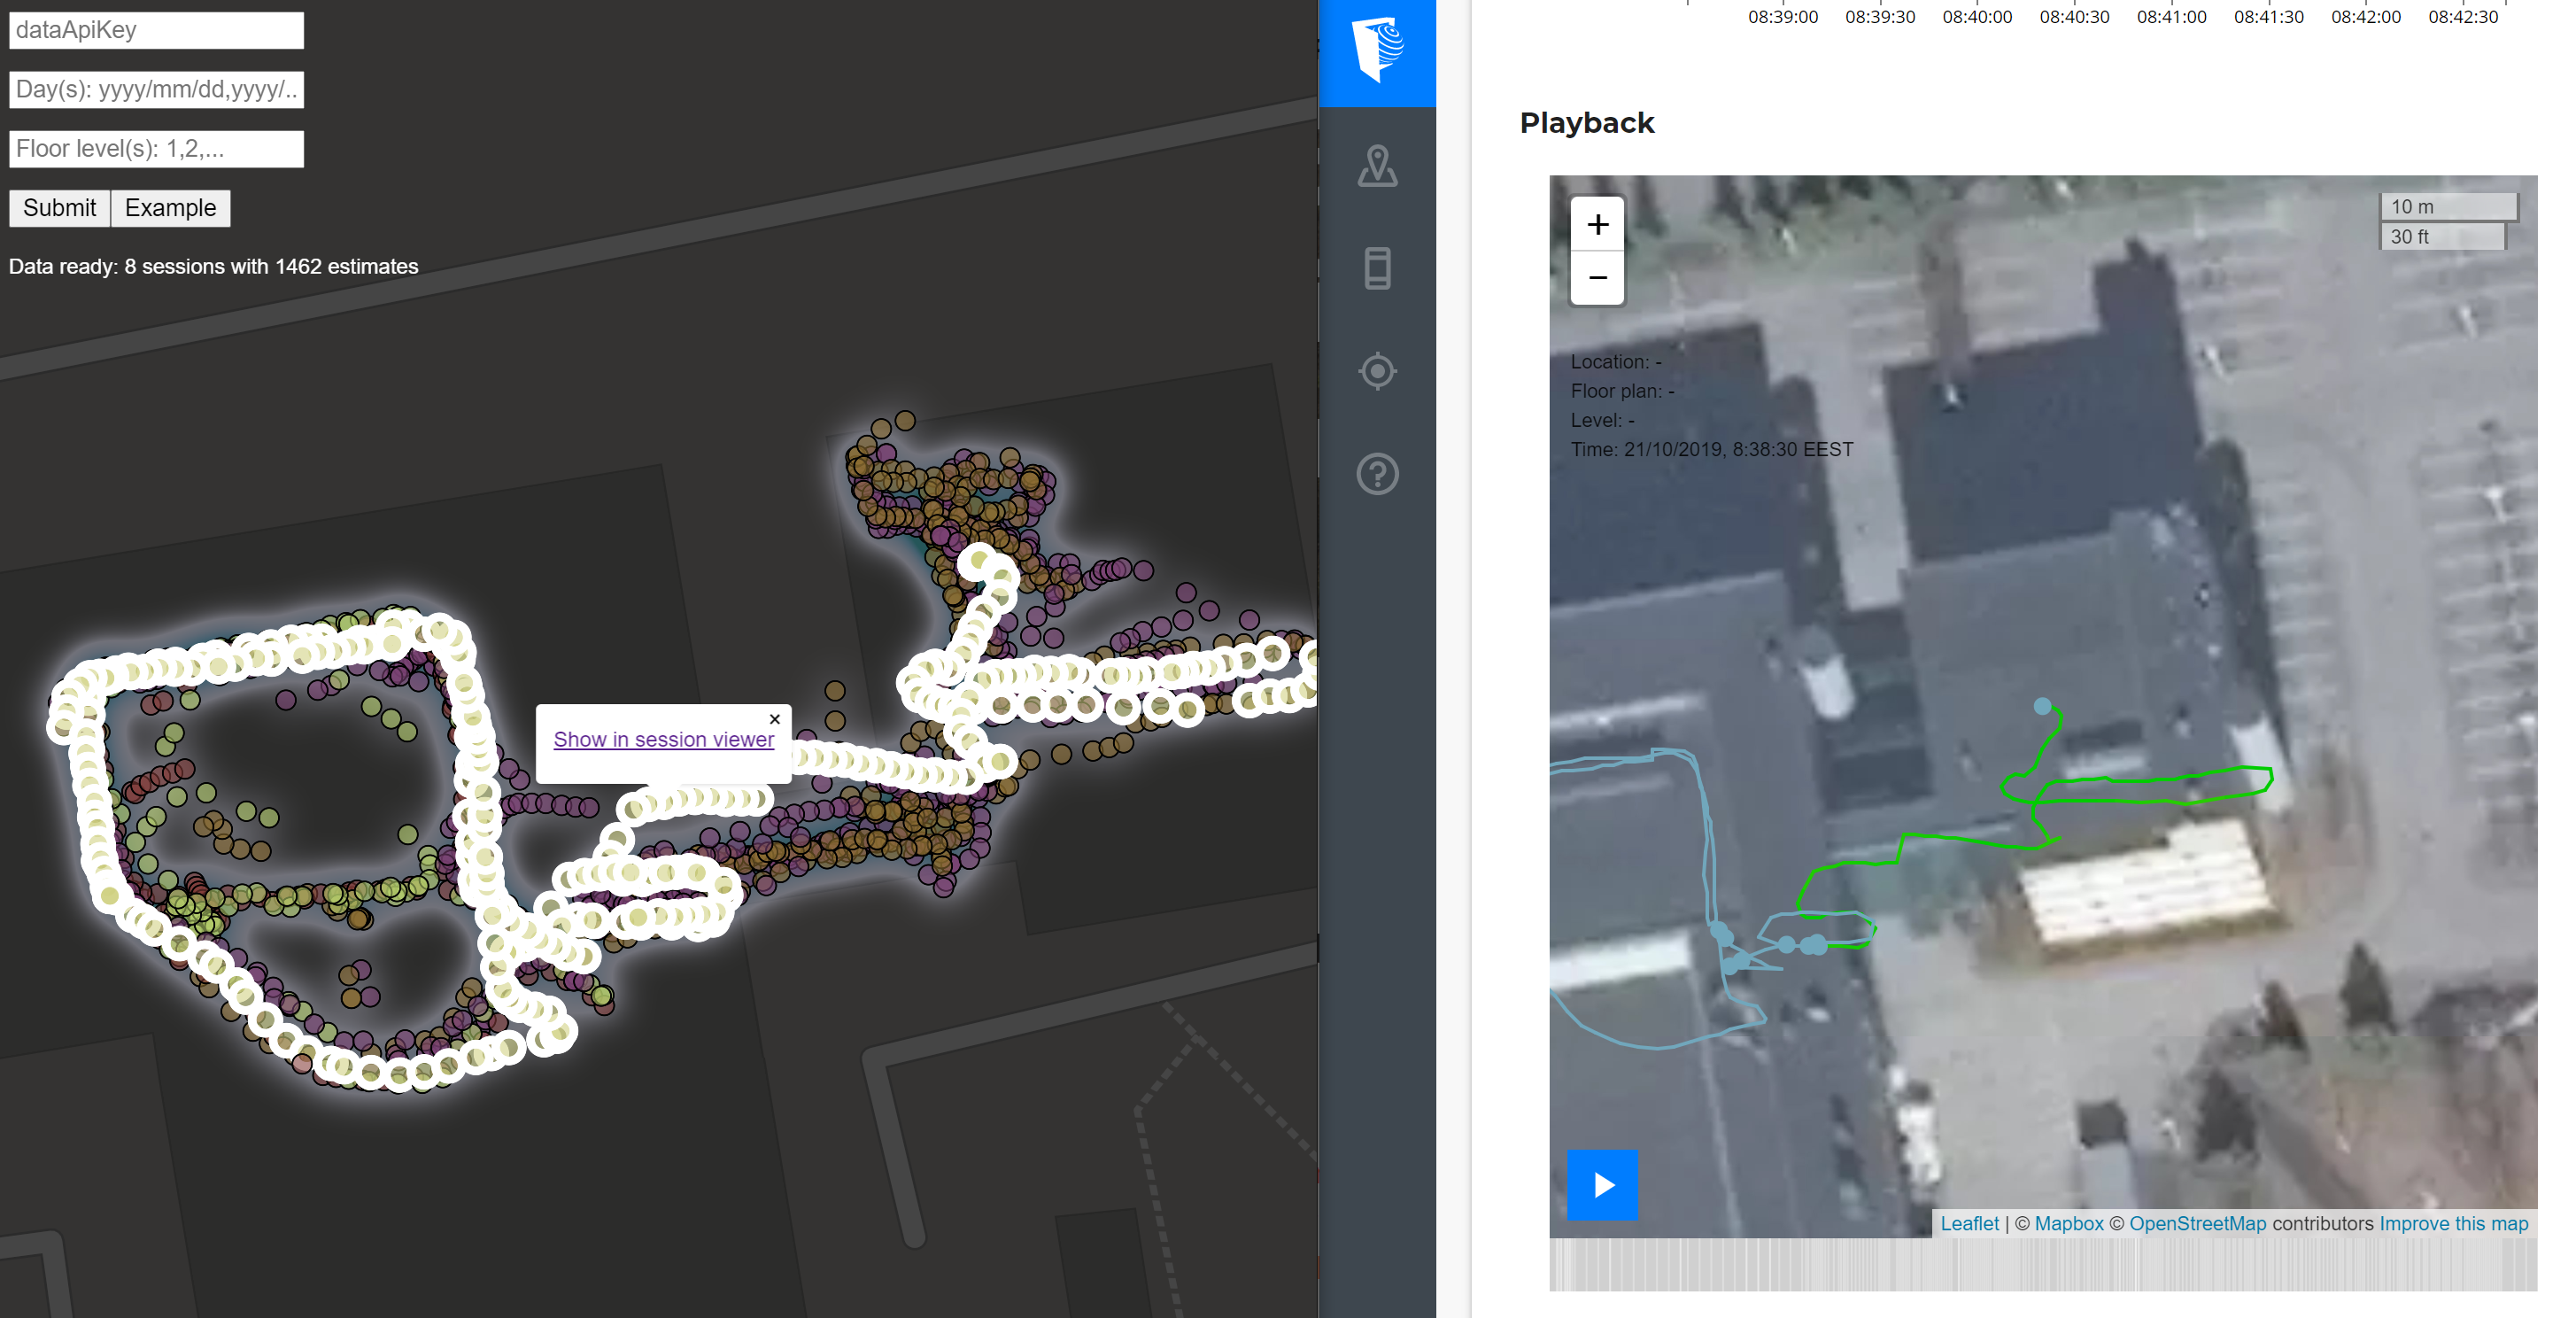 dataApiKey
Day(s): yyyy/mm/dd,yyyy/..
Floor level(s): 1,2,...
Submit Example
Data ready: 8 sessions with 1462 estimates
×
Show in session viewer
08:39:00 08:39:30 08:40:00 08:40:30 08:41:00 08:41:30 08:42:00 08:42:30
Playback
+
−
10 m
30 ft
Location: -
Floor plan: -
Level: -
Time: 21/10/2019, 8:38:30 EEST
Leaflet | © Mapbox © OpenStreetMap contributors Improve this map